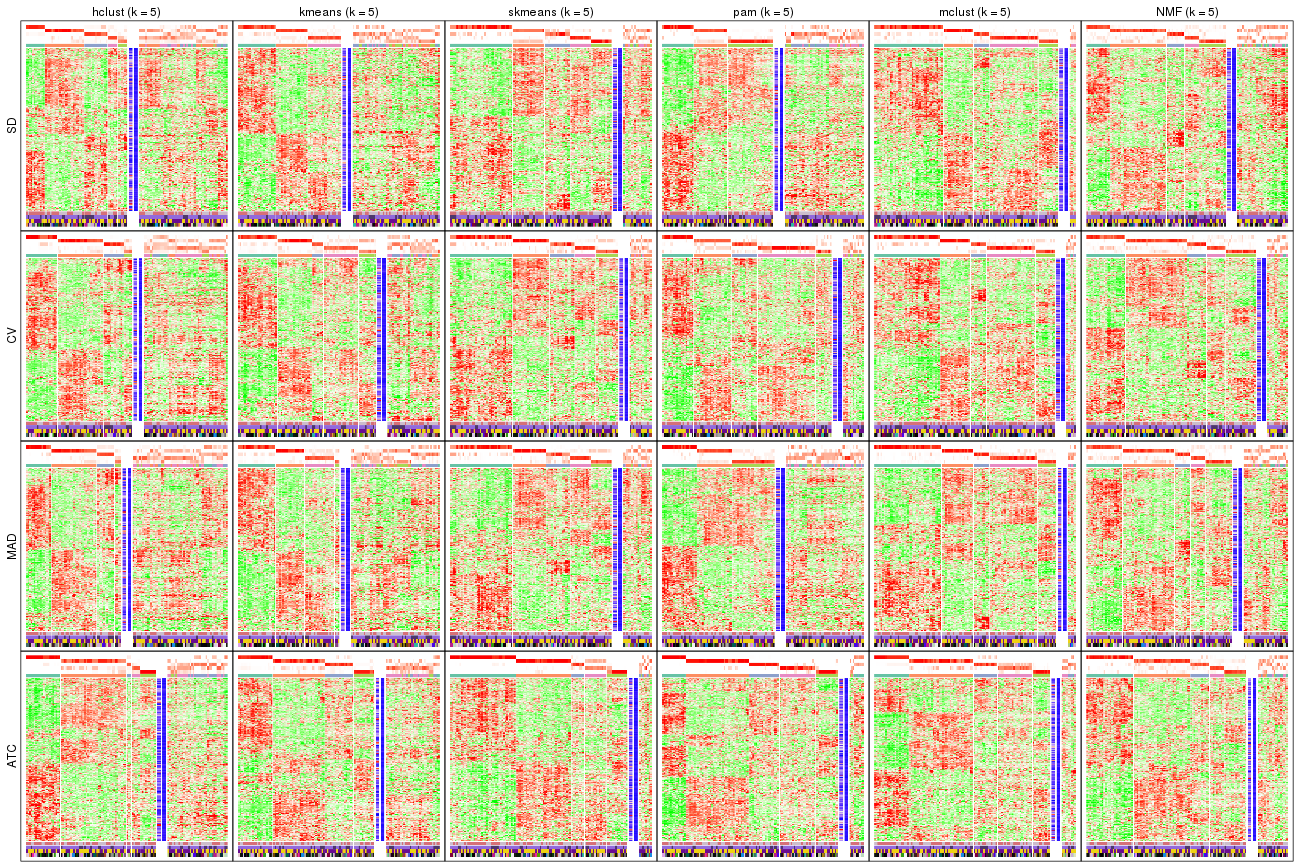 hclust (k = 5) kmeans (k = 5) skmeans (k = 5) pam (k = 5) mclust (k = 5) NMF (k = 5)
SD
CV
MAD
ATC